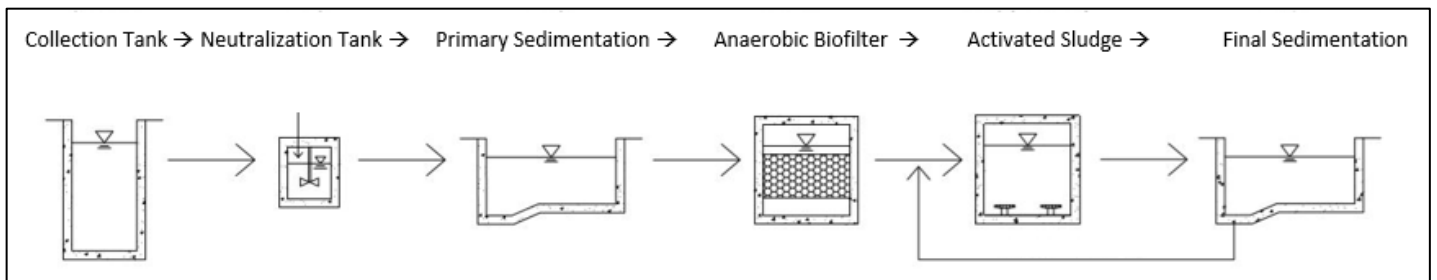 Collection Tank → Neutralization Tank → Primary Sedimentation → Anaerobic Biofilter → Activated Sludge → Final Sedimentation